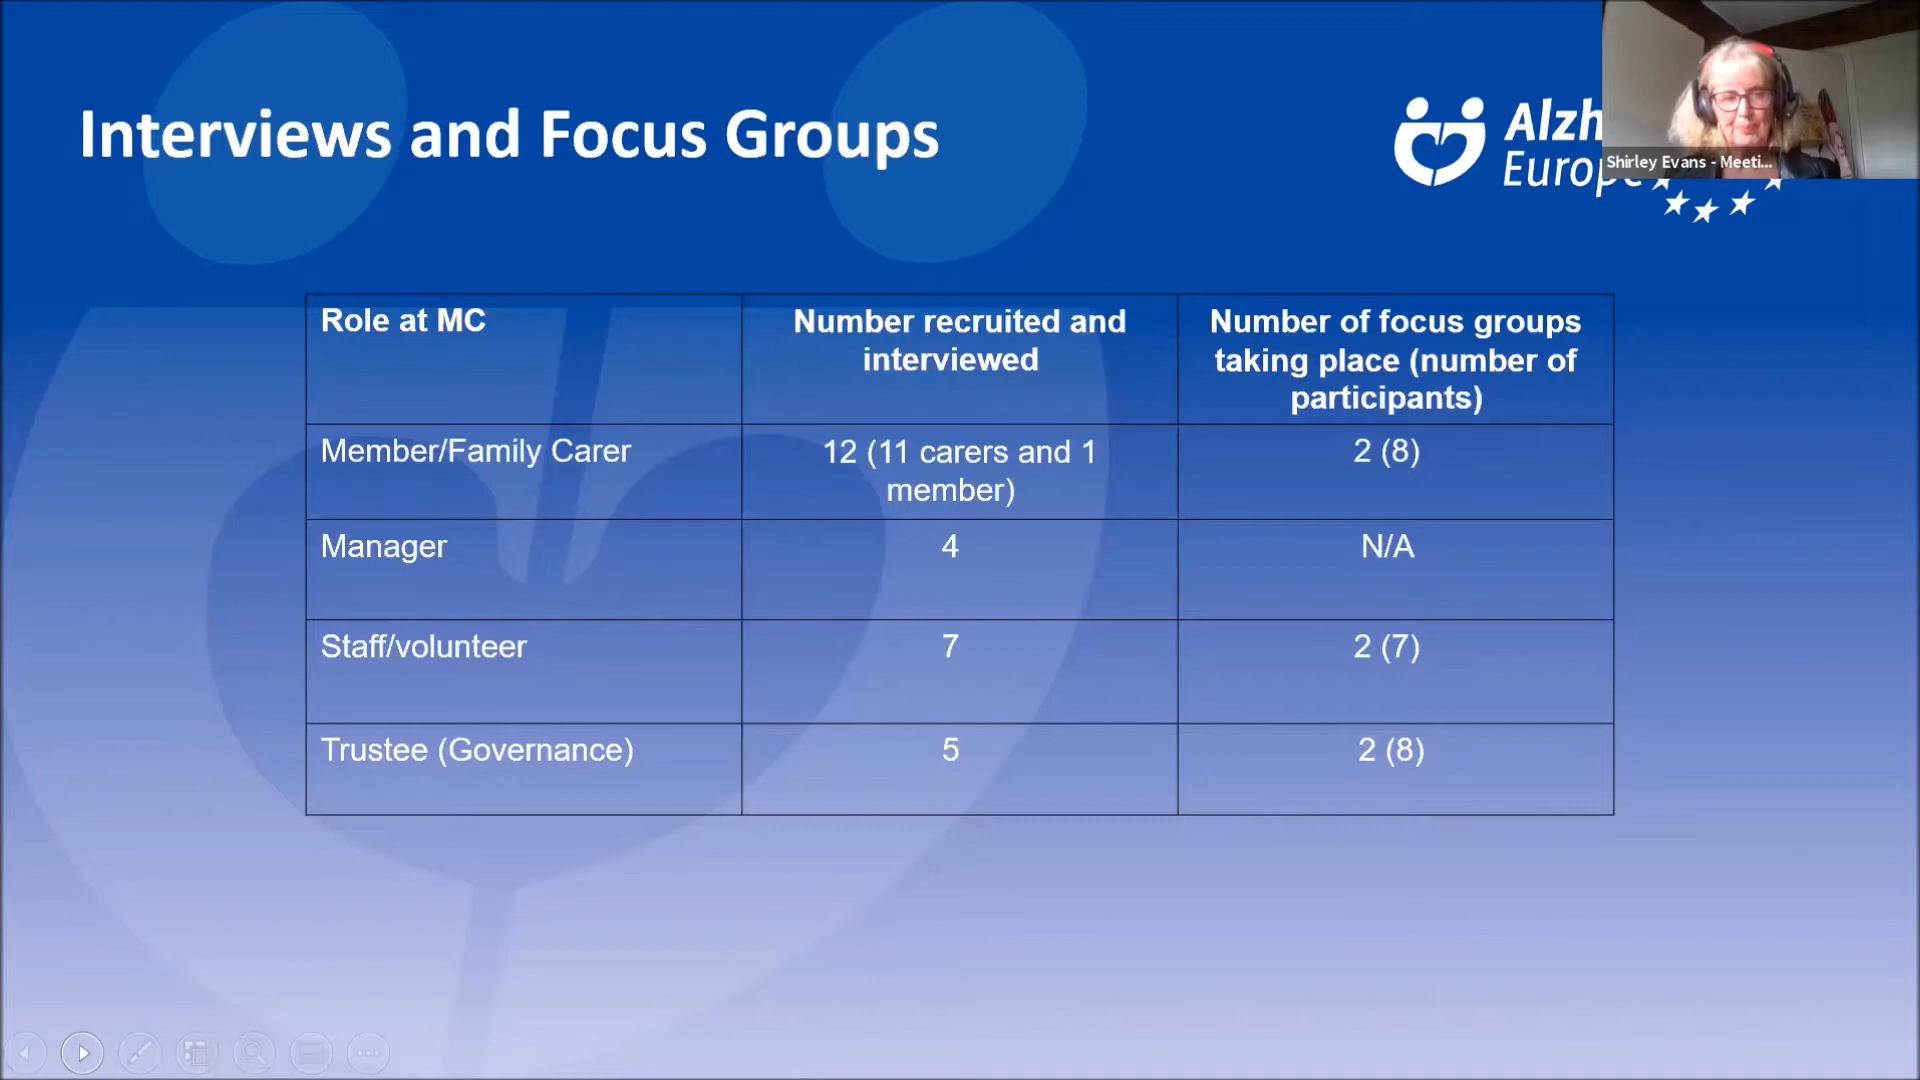 Interviews and Focus Groups
Alzh
Europe
Shirley Evans - Meeti...
Role at MC
Number recruited and
interviewed
Number of focus groups
taking place (number of
participants)
Member/Family Carer
12 (11 carers and 1
member)
2 (8)
Manager
4
N/A
Staff/volunteer
7
2 (7)
Trustee (Governance)
5
2 (8)